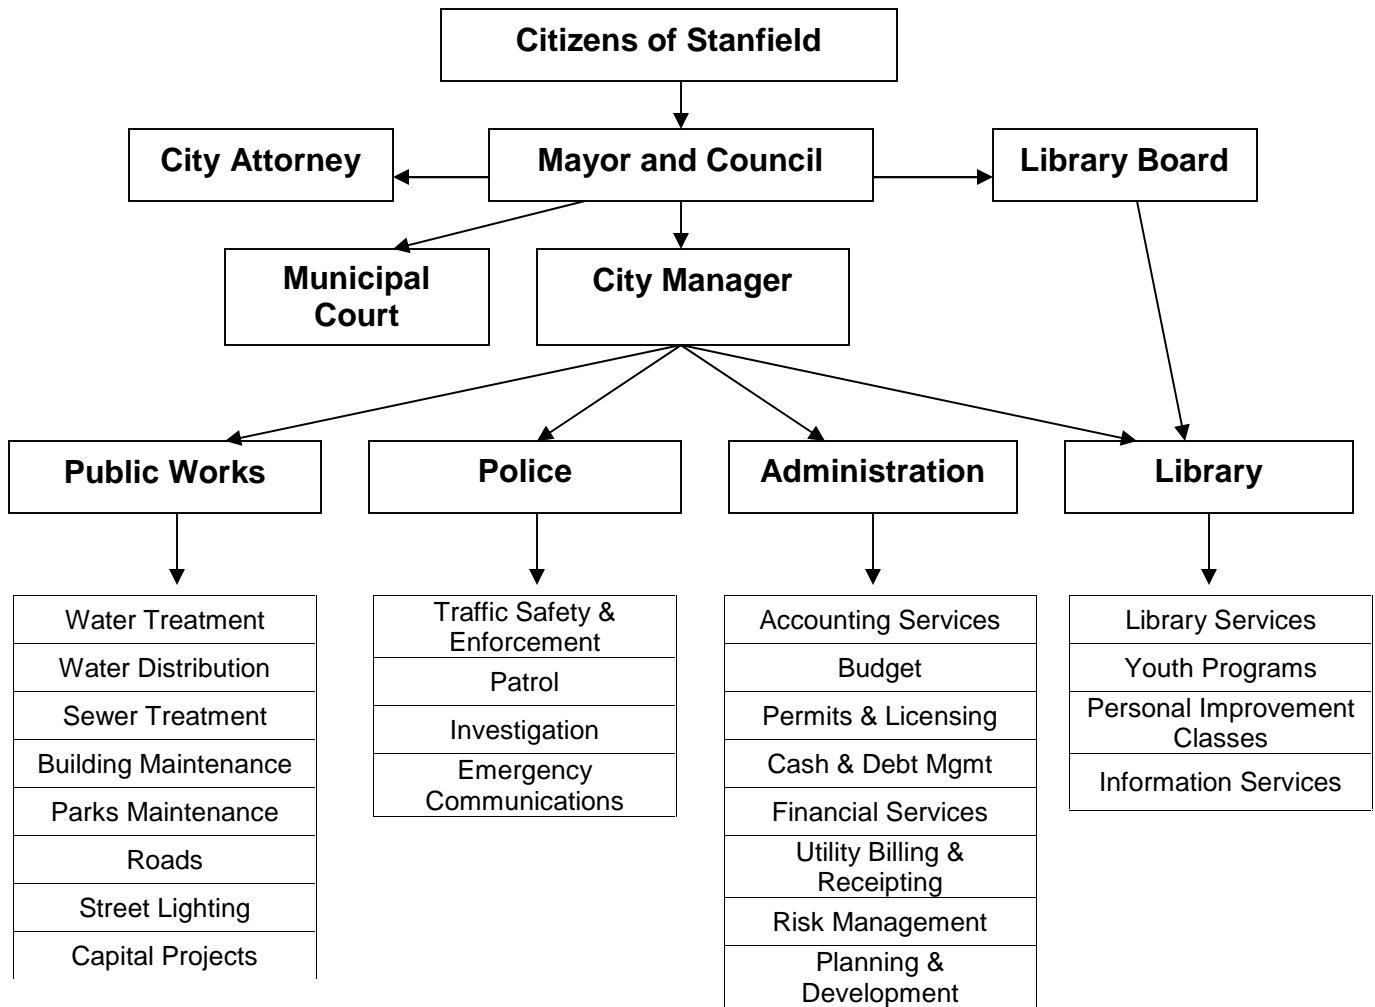 Citizens of Stanfield
City Attorney
Mayor and Council
Library Board
Municipal
Court
City Manager
Public Works
Police
Administration
Library
Water Treatment
Water Distribution
Sewer Treatment
Building Maintenance
Parks Maintenance
Roads
Street Lighting
Capital Projects
Traffic Safety &
Enforcement
Patrol
Investigation
Emergency
Communications
Accounting Services
Budget
Permits & Licensing
Cash & Debt Mgmt
Financial Services
Utility Billing &
Receipting
Risk Management
Planning &
Development
Library Services
Youth Programs
Personal Improvement
Classes
Information Services